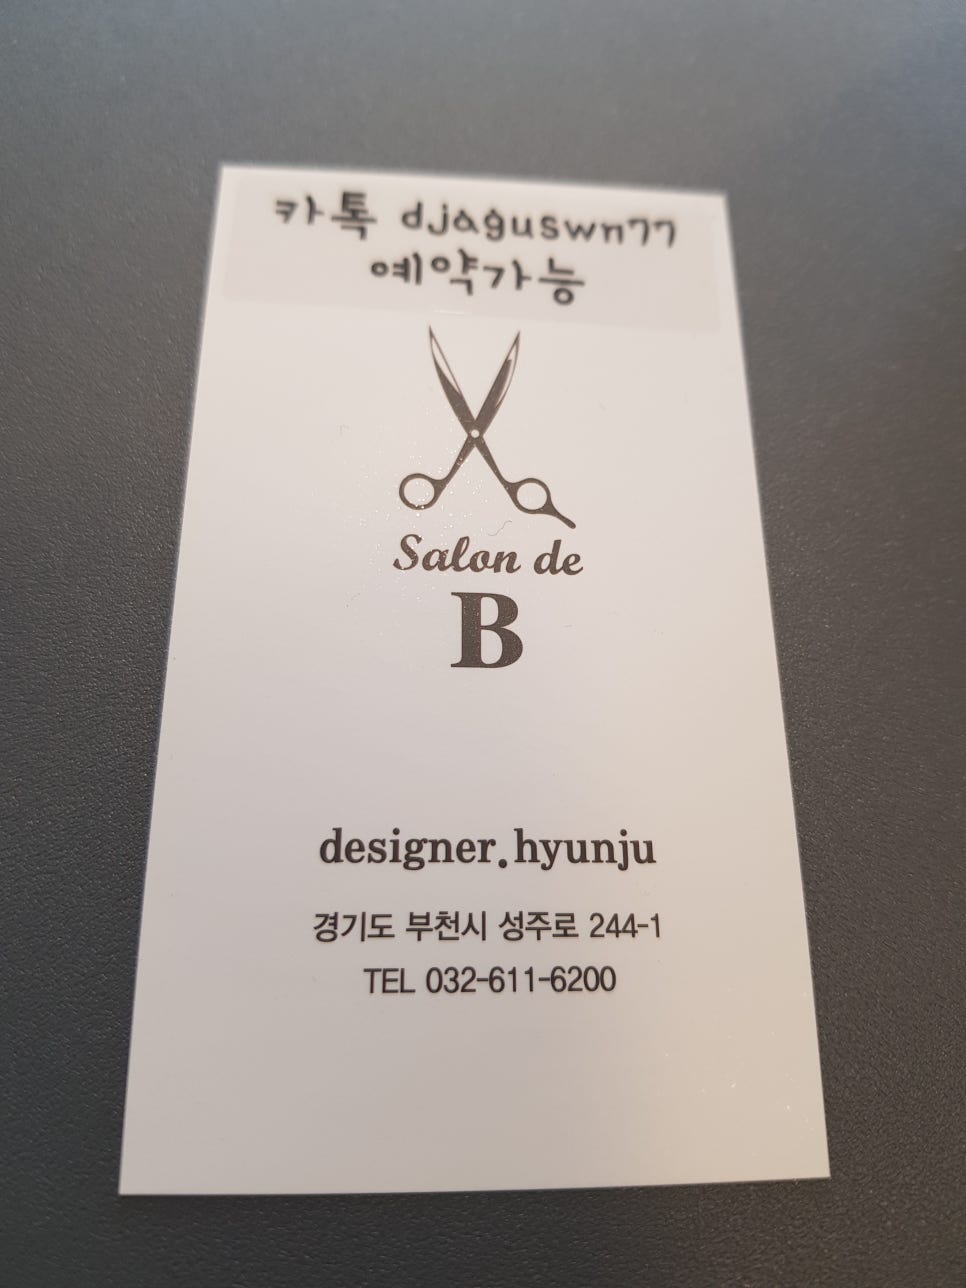 카톡 djaguswn77
예약가능
Salon de
B
designer.hyunju
경기도 부천시 성주로 244-1
TEL 032-611-6200